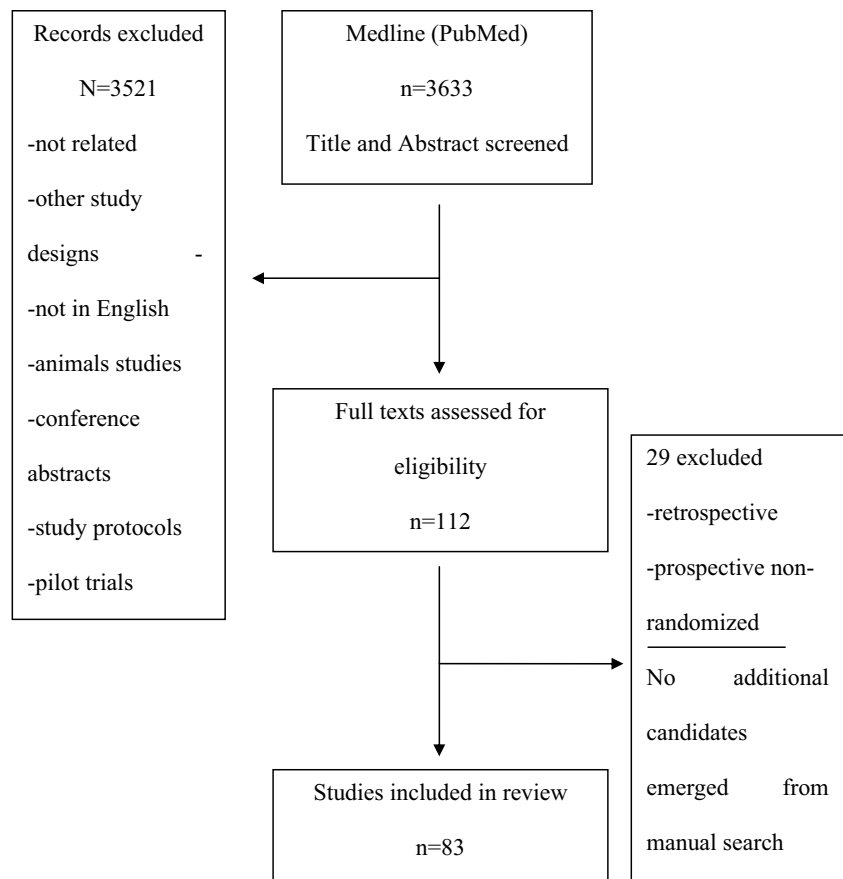 Records excluded
N=3521
-not related
-other study
designs -
-not in English
-animals studies
-conference
abstracts
-study protocols
-pilot trials
Medline (PubMed)
n=3633
Title and Abstract screened
Full texts assessed for
eligibility
n=112
29 excluded
-retrospective
-prospective non-
randomized
No additional
candidates
emerged from
manual search
Studies included in review
n=83